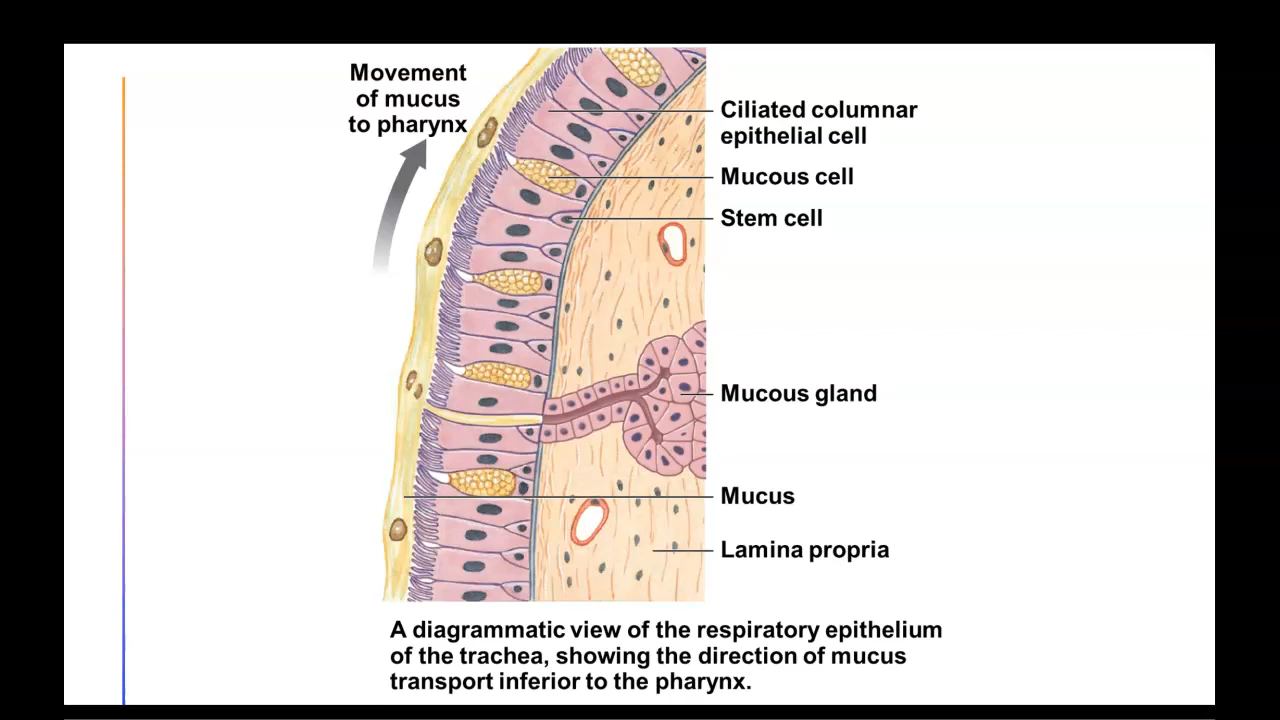 Movement
of mucus
to pharynx
Ciliated columnar
epithelial cell
Mucous cell
Stem cell
Mucous gland
Mucus
Lamina propria
A diagrammatic view of the respiratory epithelium
of the trachea, showing the direction of mucus
transport inferior to the pharynx.